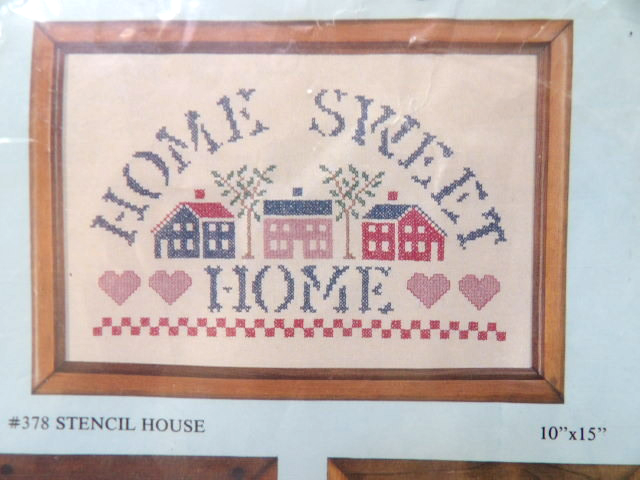 HOME SWEET
HOME
#378 STENCIL HOUSE
10”x15”